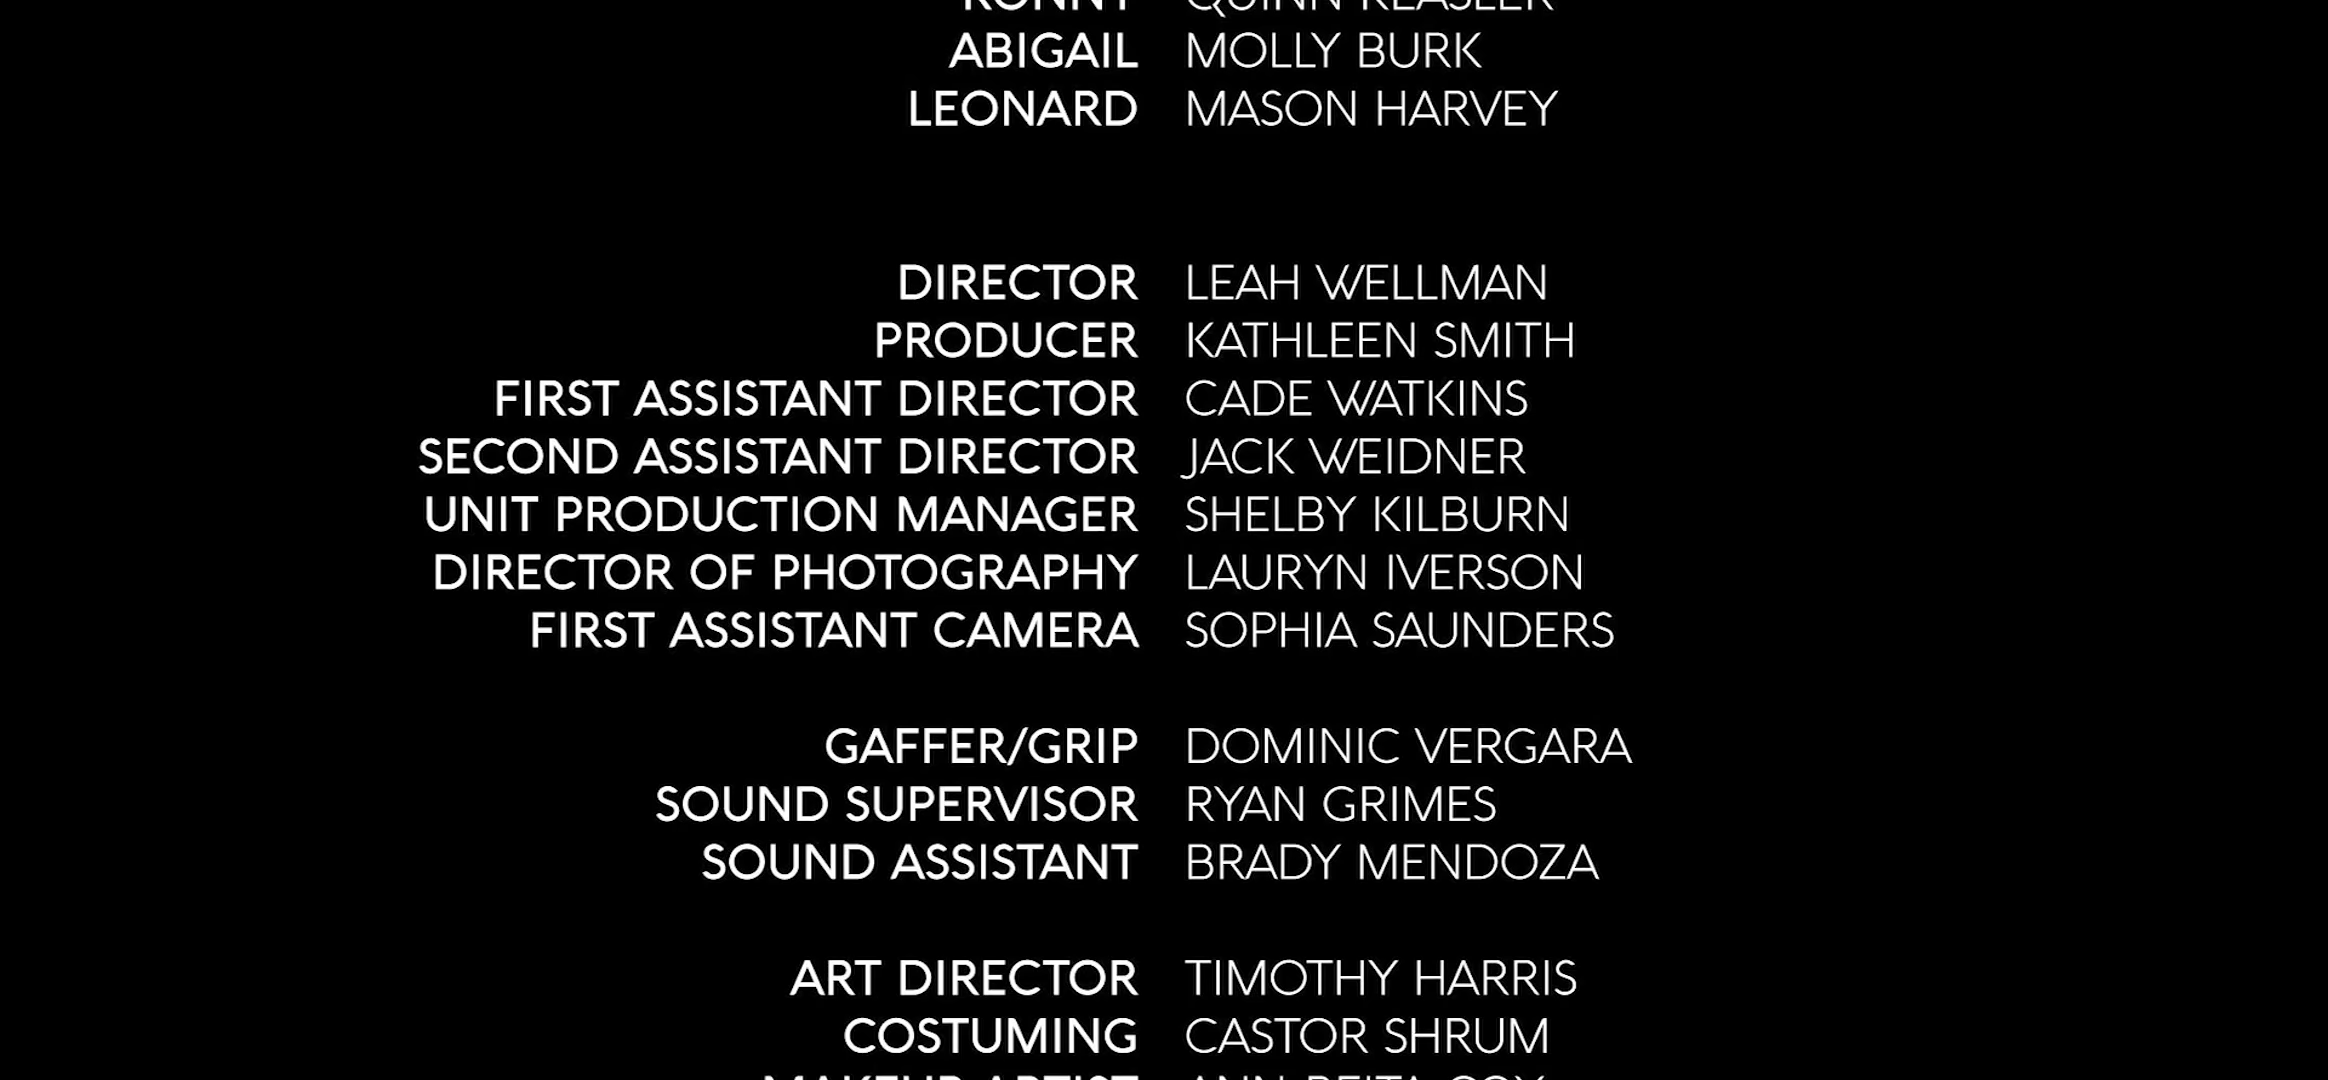 RONNY QUINN KEASLER
ABIGAIL MOLLY BURK
LEONARD MASON HARVEY
DIRECTOR LEAH WELLMAN
PRODUCER KATHLEEN SMITH
FIRST ASSISTANT DIRECTOR CADE WATKINS
SECOND ASSISTANT DIRECTOR JACK WEIDNER
UNIT PRODUCTION MANAGER SHELBY KILBURN
DIRECTOR OF PHOTOGRAPHY LAURYN IVERSON
FIRST ASSISTANT CAMERA SOPHIA SAUNDERS
GAFFER/GRIP DOMINIC VERGARA
SOUND SUPERVISOR RYAN GRIMES
SOUND ASSISTANT BRADY MENDOZA
ART DIRECTOR TIMOTHY HARRIS
COSTUMING CASTOR SHRUM
MAKEUP ARTIST ANN